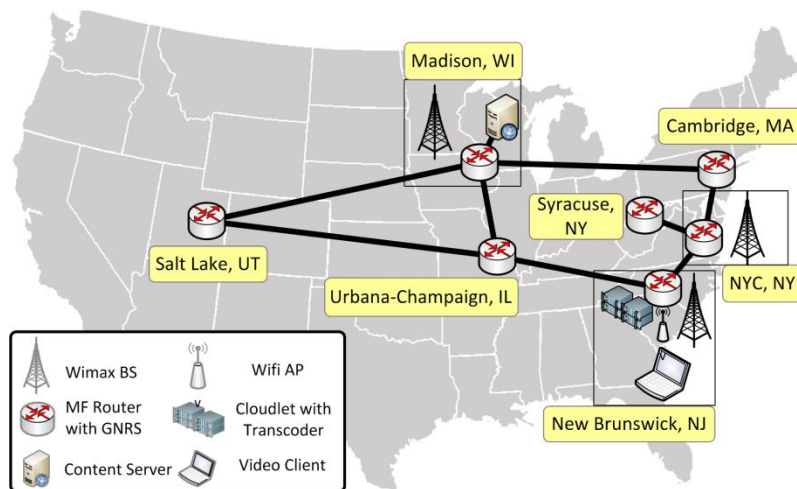 Madison, WI
Cambridge, MA
Syracuse,
NY
Salt Lake, UT
NYC, NY
Urbana-Champaign, IL
New Brunswick, NJ
Wimax BS
Wifi AP
MF Router
with GNRS
V
Cloudlet with
Transcoder
Content Server
Video Client